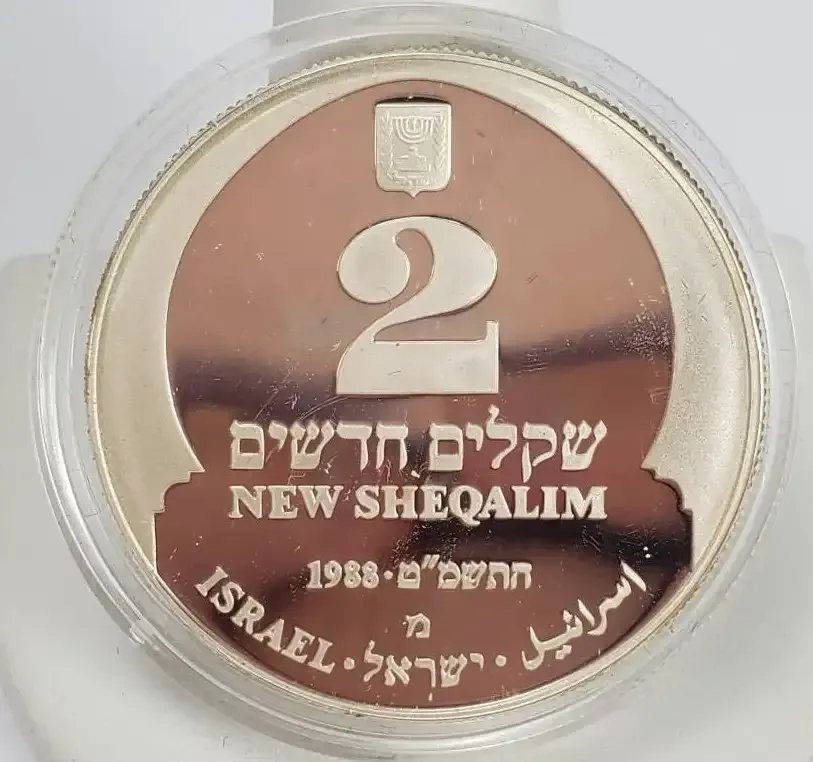 2
שקלים חדשים
NEW SHEQALIM
1988·התשמ"ט
מ
ISRAEL · ישראל · اسرائيل